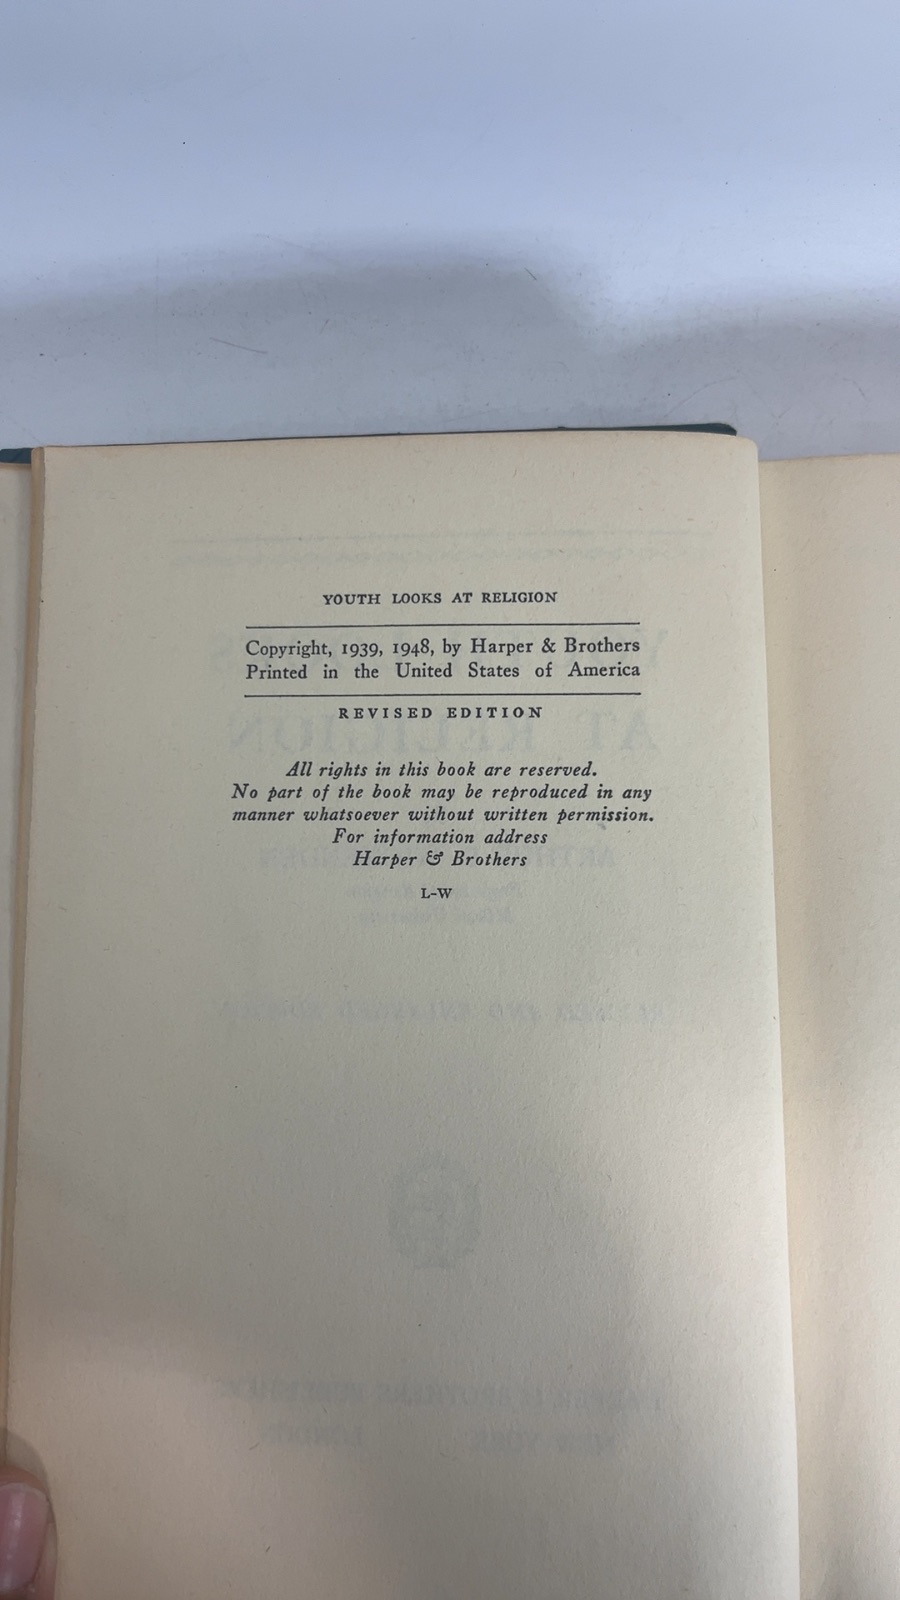 YOUTH LOOKS AT RELIGION
Copyright, 1939, 1948, by Harper & Brothers
Printed in the United States of America
REVISED EDITION
All rights in this book are reserved.
No part of the book may be reproduced in any
manner whatsoever without written permission.
For information address
Harper & Brothers
L-W